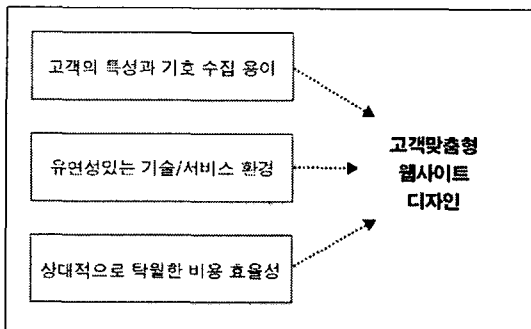 고객의 특성과 기호 수집 용이
유연성있는 기술/서비스 환경
상대적으로 탁월한 비용 효율성
고객맞춤형
웹사이트
디자인